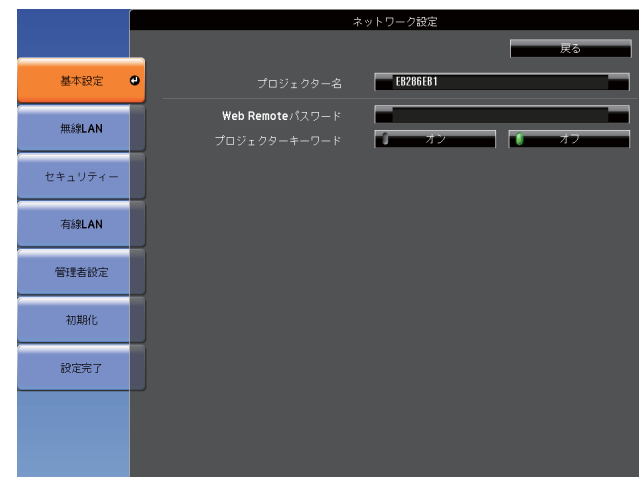 ネットワーク設定
戻る
基本設定
プロジェクター名 EB286EB1
Web Remoteパスワード
無線LAN
プロジェクターキーワード オン オフ
セキュリティー
有線LAN
管理者設定
初期化
設定完了